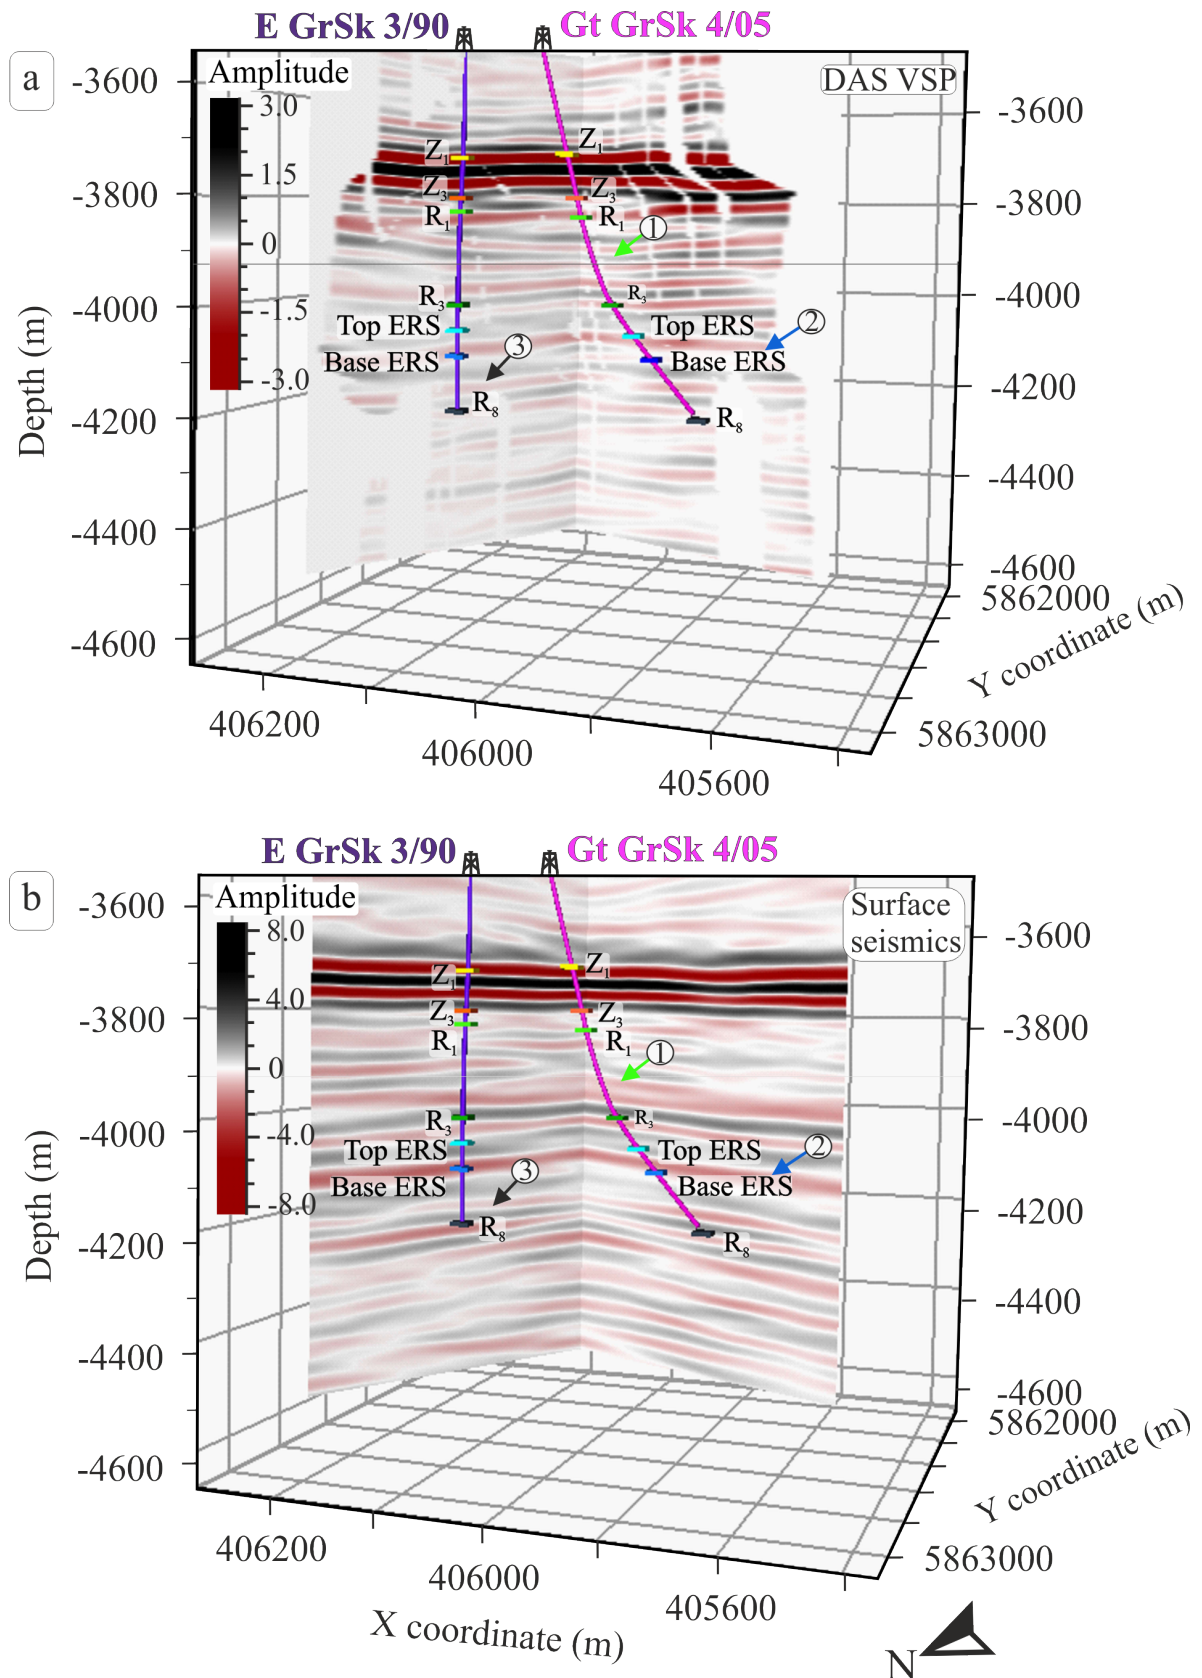 E GrSk 3/90
Gt GrSk 4/05
a
Amplitude
DAS VSP
3.0
1.5
0
-1.5
-3.0
-3600
-3800
-4000
-4200
-4400
-4600
Depth (m)
Z₁
Z₃
R₁
R₃
Top ERS
Base ERS
R₈
Z₁
Z₃
R₁
R₃
Top ERS
Base ERS
R₈
1
2
3
-3600
-3800
-4000
-4200
-4400
-4600
5862000
5863000
Y coordinate (m)
406200
406000
405600
E GrSk 3/90
Gt GrSk 4/05
b
Amplitude
Surface
seismics
8.0
4.0
0
-4.0
-8.0
-3600
-3800
-4000
-4200
-4400
-4600
Depth (m)
Z₁
Z₃
R₁
R₃
Top ERS
Base ERS
R₈
Z₁
Z₃
R₁
R₃
Top ERS
Base ERS
R₈
1
2
3
-3600
-3800
-4000
-4200
-4400
-4600
5862000
5863000
Y coordinate (m)
406200
406000
405600
X coordinate (m)
N